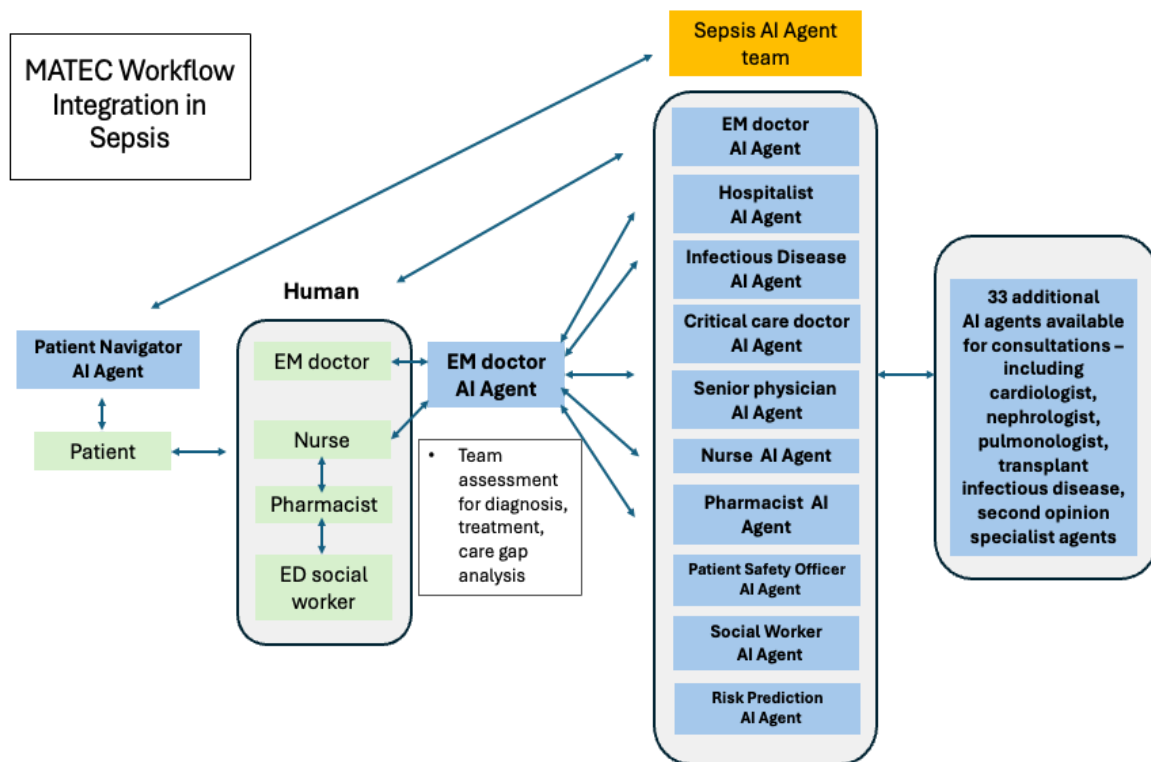 MATEC Workflow
Integration in
Sepsis
Sepsis AI Agent
team
Patient Navigator
AI Agent
Patient
Human
EM doctor
Nurse
Pharmacist
ED social
worker
EM doctor
AI Agent
• Team
assessment
for diagnosis,
treatment,
care gap
analysis
EM doctor
AI Agent
Hospitalist
AI Agent
Infectious Disease
AI Agent
Critical care doctor
AI Agent
Senior physician
AI Agent
Nurse AI Agent
Pharmacist AI
Agent
Patient Safety Officer
AI Agent
Social Worker
AI Agent
Risk Prediction
AI Agent
33 additional
AI agents available
for consultations –
including
cardiologist,
nephrologist,
pulmonologist,
transplant
infectious disease,
second opinion
specialist agents